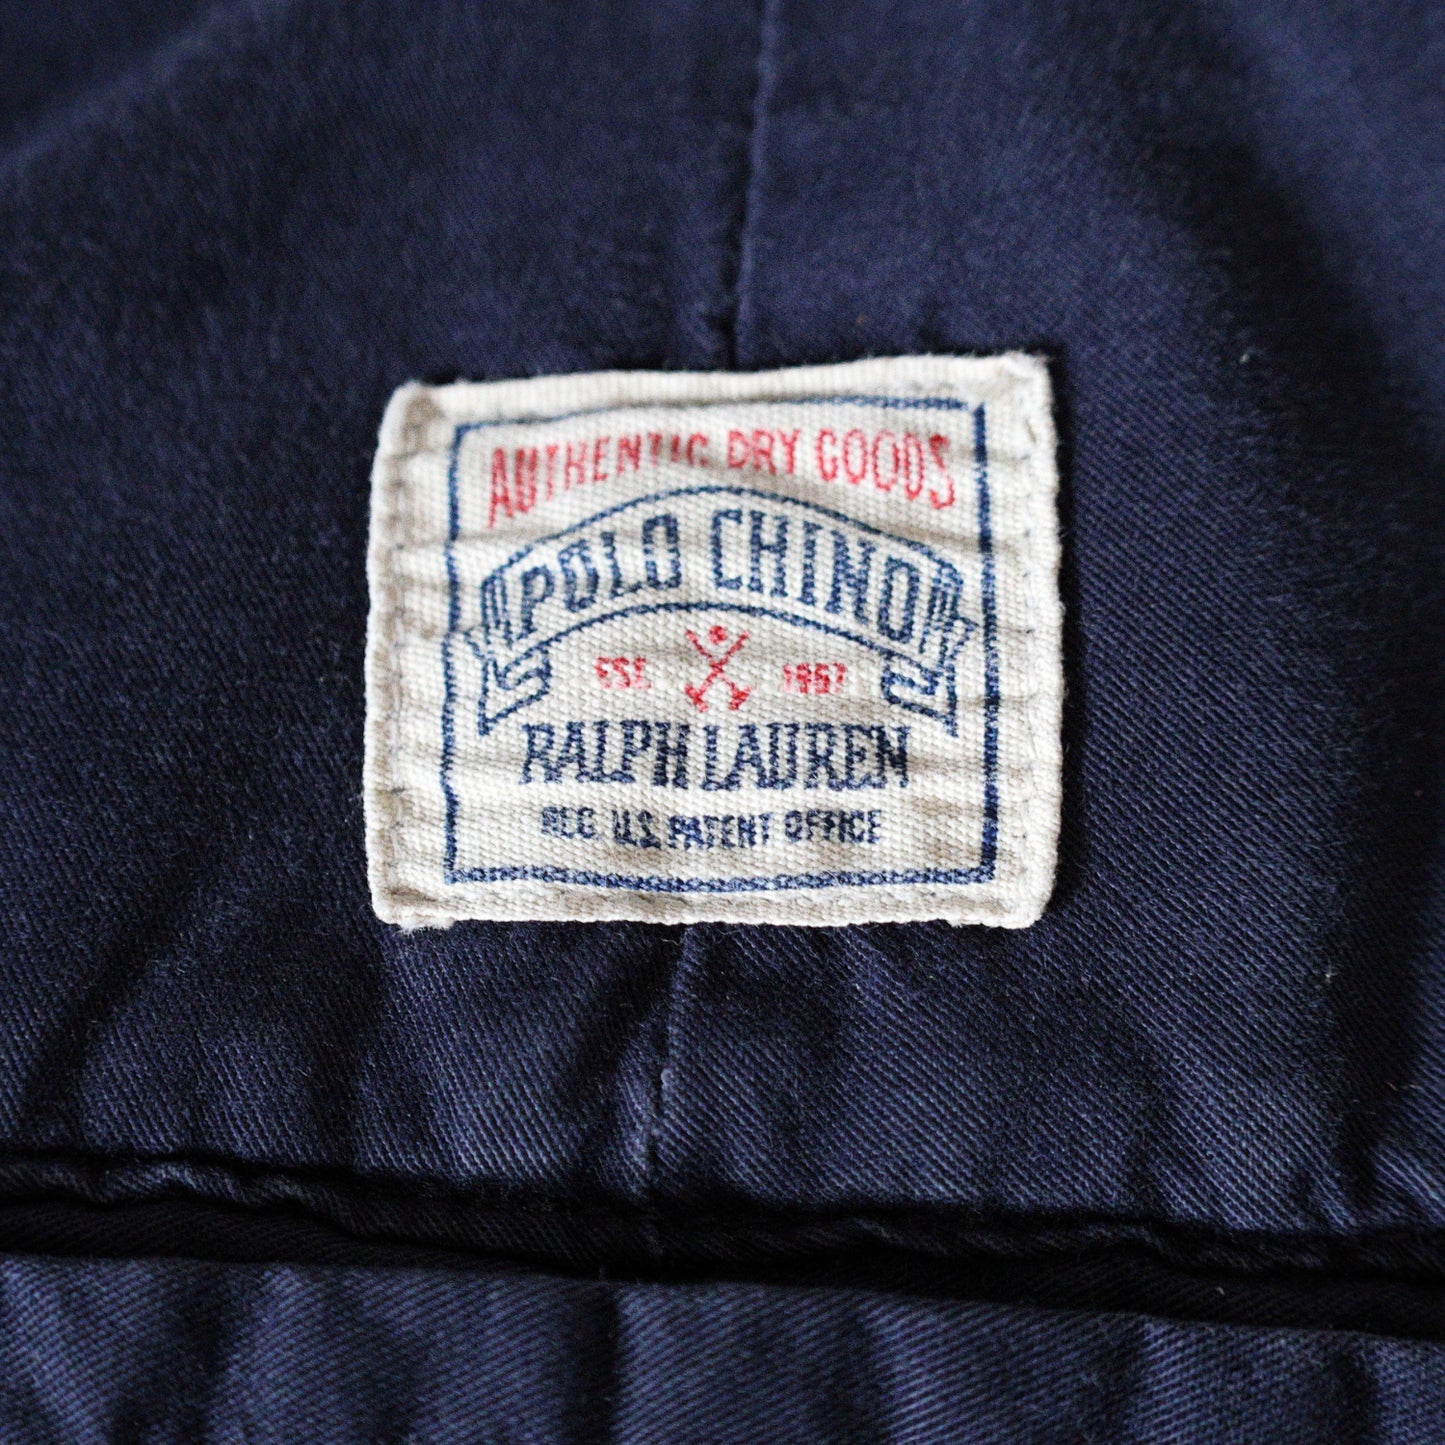 AUTHENTIC DRY GOODS
POLO CHINO
EST. 1967
RALPH LAUREN
REG. U.S. PATENT OFFICE